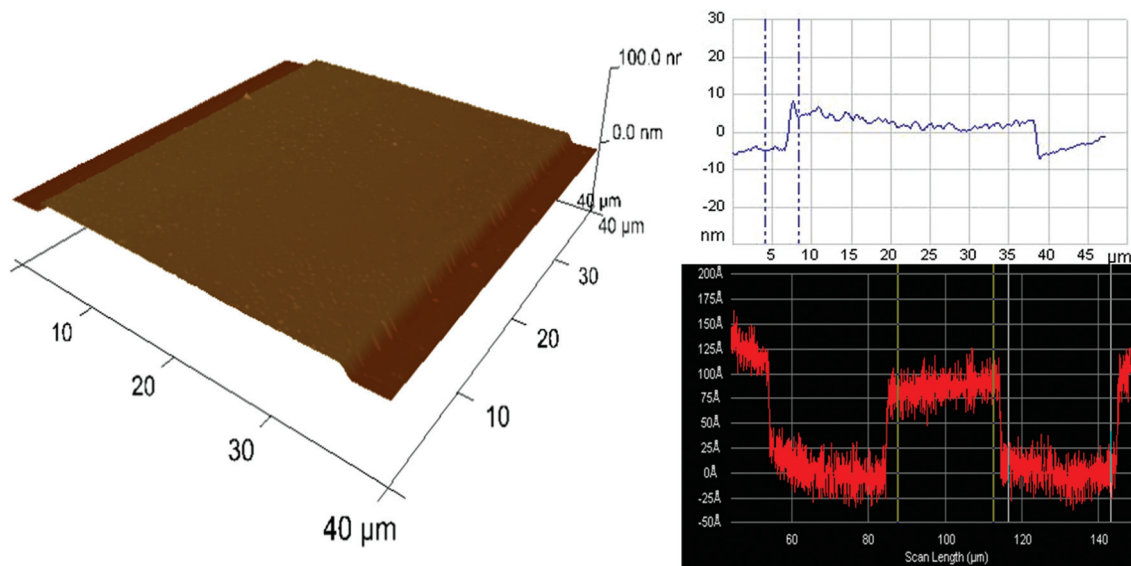 100.0 nr
0.0 nm
40 µm
40 µm
30
20
10
10
20
30
40 µm
30
20
10
0
-10
-20
nm
5 10 15 20 25 30 35 40 45 µm
200Å
175Å
150Å
125Å
100Å
75Å
50Å
25Å
0Å
-25Å
-50Å
60 80 100 120 140
Scan Length (µm)